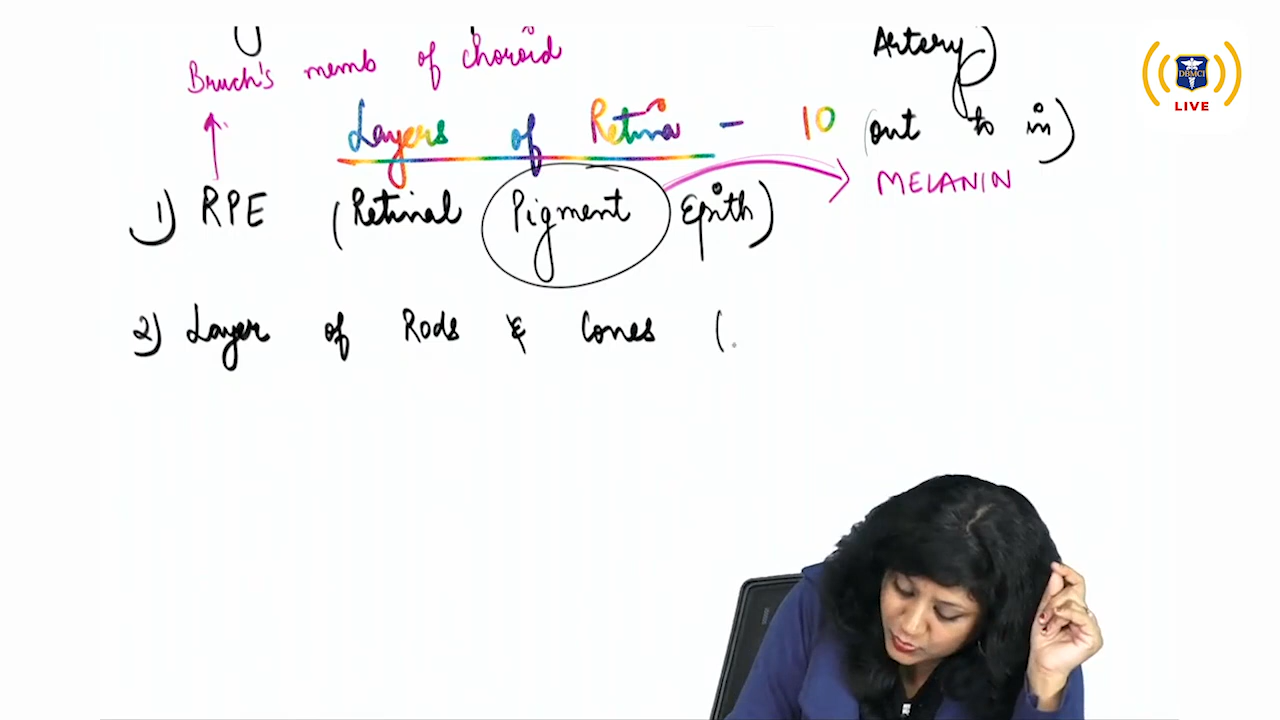 Artery)
Bruch's memb of choroid
Layers of Retina - 10 (out to in)
MELANIN
1) RPE (Retinal Pigment Epith)
2) Layer of Rods & Cones (
DBMCI
LIVE